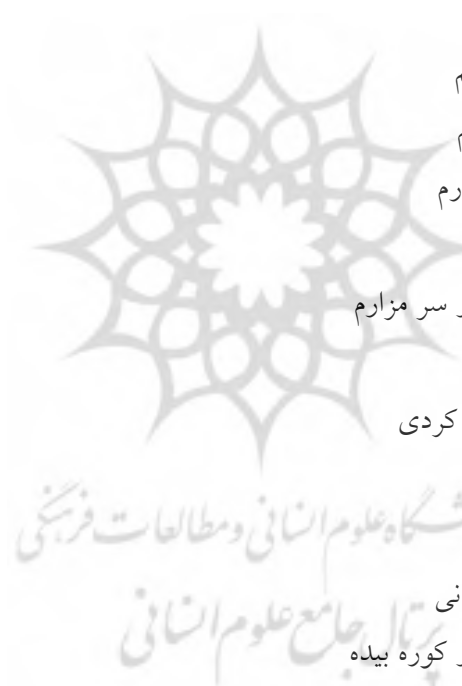 م
م
رم
سر مزارم
کردی
شگاه علوم انسانی و مطالعات فرهنگی
نی
پرتال جامع علوم انسانی
کوره بیده